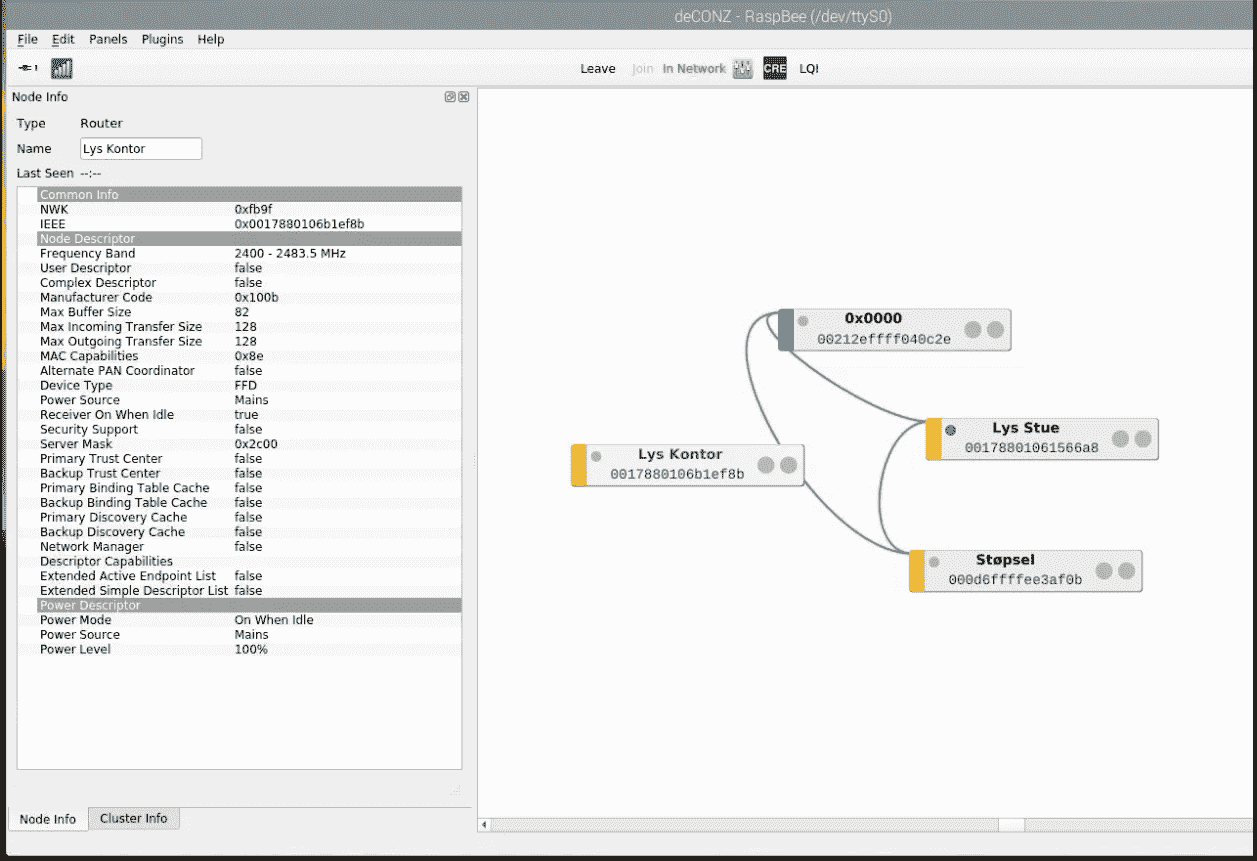 deCONZ - RaspBee (/dev/ttyS0)
File Edit Panels Plugins Help
Leave Join In Network CRE LQI
Node Info
Type Router
Name Lys Kontor
Last Seen --:--
Common Info
NWK 0xfb9f
IEEE 0x0017880106b1ef8b
Node Descriptor
Frequency Band 2400 - 2483.5 MHz
User Descriptor false
Complex Descriptor false
Manufacturer Code 0x100b
Max Buffer Size 82
Max Incoming Transfer Size 128
Max Outgoing Transfer Size 128
MAC Capabilities 0x8e
Alternate PAN Coordinator false
Device Type FFD
Power Source Mains
Receiver On When Idle true
Security Support false
Server Mask 0x2c00
Primary Trust Center false
Backup Trust Center false
Primary Binding Table Cache false
Backup Binding Table Cache false
Primary Discovery Cache false
Backup Discovery Cache false
Network Manager false
Descriptor Capabilities
Extended Active Endpoint List false
Extended Simple Descriptor List false
Power Descriptor
Power Mode On When Idle
Power Source Mains
Power Level 100%
Node Info Cluster Info
0x0000
00212effff040c2e
Lys Stue
00178801061566a8
Lys Kontor
0017880106b1ef8b
Støpsel
000d6ffffee3af0b